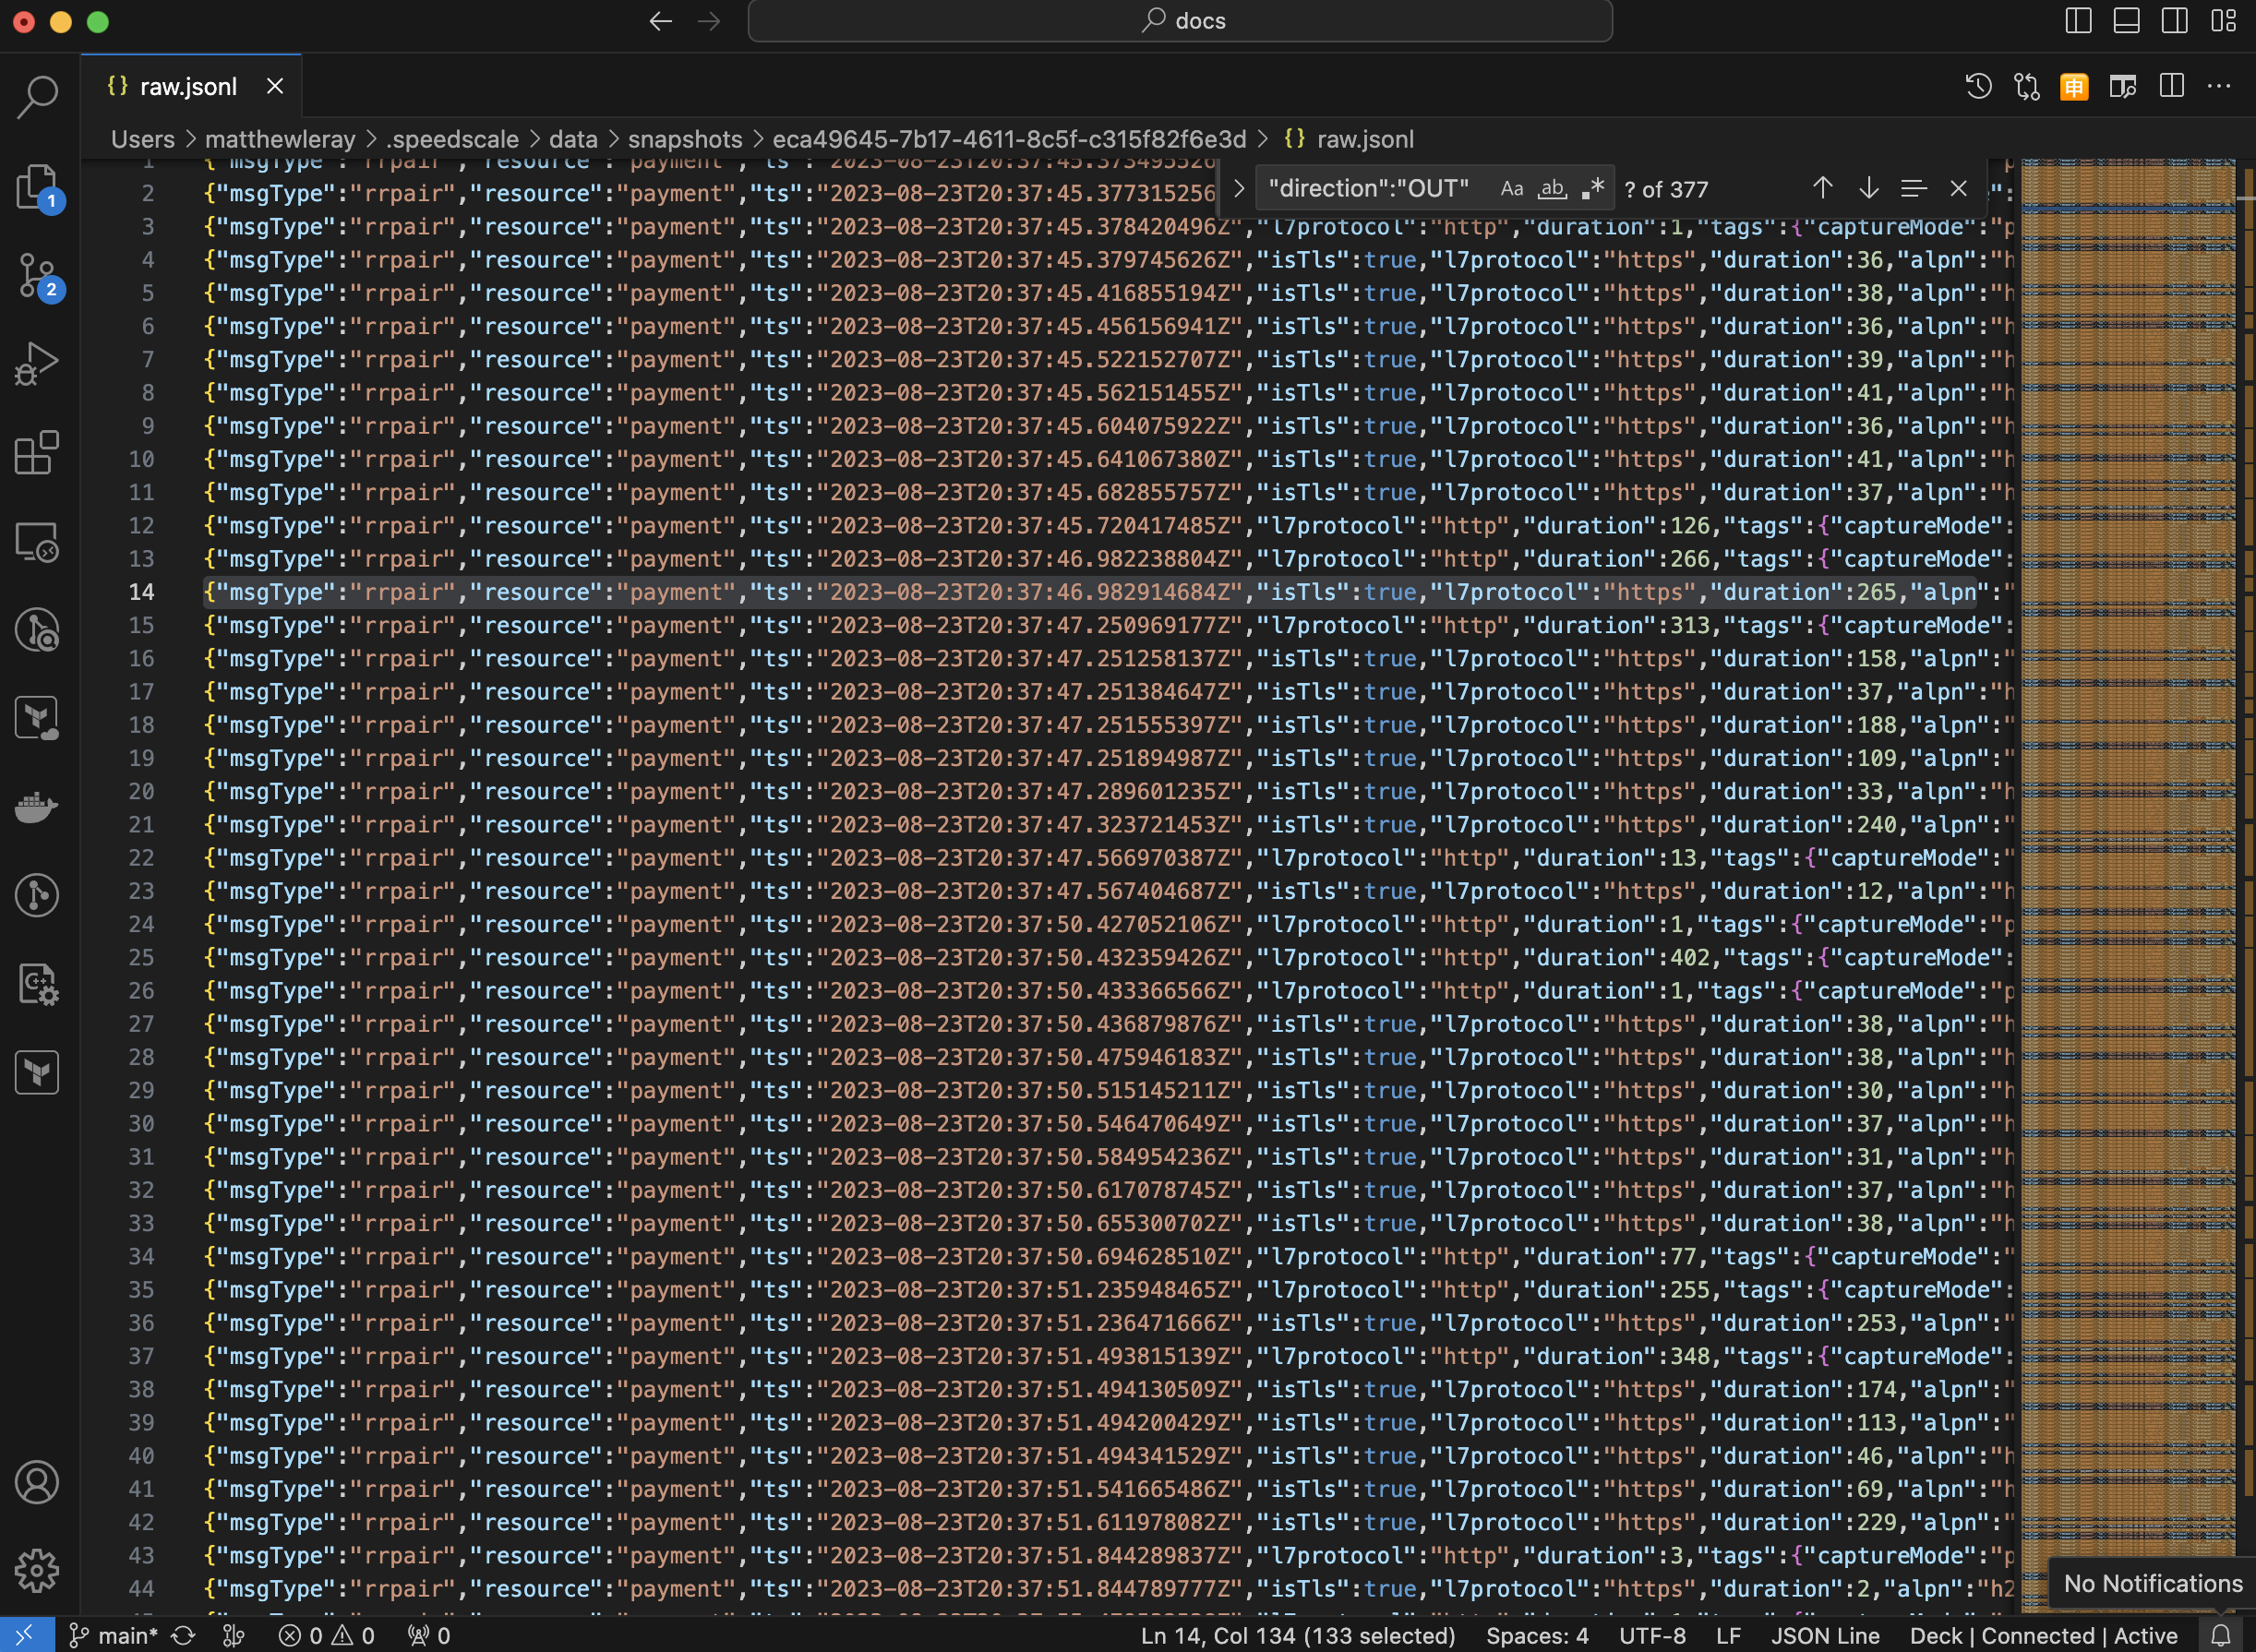 docs
raw.jsonl
申
Users > matthewleray > .speedscale > data > snapshots > eca49645-7b17-4611-8c5f-c315f82f6e3d > {} raw.jsonl
"direction":"OUT" Aa ab .* ? of 377
1 {"msgType":"rrpair","resource":"payment","ts":"2023-08-23T20:37:45.373495526
2 {"msgType":"rrpair","resource":"payment","ts":"2023-08-23T20:37:45.377315256
3 {"msgType":"rrpair","resource":"payment","ts":"2023-08-23T20:37:45.378420496Z","l7protocol":"http","duration":1,"tags":{"captureMode":"p
4 {"msgType":"rrpair","resource":"payment","ts":"2023-08-23T20:37:45.379745626Z","isTls":true,"l7protocol":"https","duration":36,"alpn":"h
5 {"msgType":"rrpair","resource":"payment","ts":"2023-08-23T20:37:45.416855194Z","isTls":true,"l7protocol":"https","duration":38,"alpn":"h
6 {"msgType":"rrpair","resource":"payment","ts":"2023-08-23T20:37:45.456156941Z","isTls":true,"l7protocol":"https","duration":36,"alpn":"h
7 {"msgType":"rrpair","resource":"payment","ts":"2023-08-23T20:37:45.522152707Z","isTls":true,"l7protocol":"https","duration":39,"alpn":"h
8 {"msgType":"rrpair","resource":"payment","ts":"2023-08-23T20:37:45.562151455Z","isTls":true,"l7protocol":"https","duration":41,"alpn":"h
9 {"msgType":"rrpair","resource":"payment","ts":"2023-08-23T20:37:45.604075922Z","isTls":true,"l7protocol":"https","duration":36,"alpn":"h
10 {"msgType":"rrpair","resource":"payment","ts":"2023-08-23T20:37:45.641067380Z","isTls":true,"l7protocol":"https","duration":41,"alpn":"h
11 {"msgType":"rrpair","resource":"payment","ts":"2023-08-23T20:37:45.682855757Z","isTls":true,"l7protocol":"https","duration":37,"alpn":"h
12 {"msgType":"rrpair","resource":"payment","ts":"2023-08-23T20:37:45.720417485Z","l7protocol":"http","duration":126,"tags":{"captureMode":
13 {"msgType":"rrpair","resource":"payment","ts":"2023-08-23T20:37:46.982238804Z","l7protocol":"http","duration":266,"tags":{"captureMode":
14 {"msgType":"rrpair","resource":"payment","ts":"2023-08-23T20:37:46.982914684Z","isTls":true,"l7protocol":"https","duration":265,"alpn":"
15 {"msgType":"rrpair","resource":"payment","ts":"2023-08-23T20:37:47.250969177Z","l7protocol":"http","duration":313,"tags":{"captureMode":
16 {"msgType":"rrpair","resource":"payment","ts":"2023-08-23T20:37:47.251258137Z","isTls":true,"l7protocol":"https","duration":158,"alpn":"
17 {"msgType":"rrpair","resource":"payment","ts":"2023-08-23T20:37:47.251384647Z","isTls":true,"l7protocol":"https","duration":37,"alpn":"h
18 {"msgType":"rrpair","resource":"payment","ts":"2023-08-23T20:37:47.251555397Z","isTls":true,"l7protocol":"https","duration":188,"alpn":"
19 {"msgType":"rrpair","resource":"payment","ts":"2023-08-23T20:37:47.251894987Z","isTls":true,"l7protocol":"https","duration":109,"alpn":"
20 {"msgType":"rrpair","resource":"payment","ts":"2023-08-23T20:37:47.289601235Z","isTls":true,"l7protocol":"https","duration":33,"alpn":"h
21 {"msgType":"rrpair","resource":"payment","ts":"2023-08-23T20:37:47.323721453Z","isTls":true,"l7protocol":"https","duration":240,"alpn":"
22 {"msgType":"rrpair","resource":"payment","ts":"2023-08-23T20:37:47.566970387Z","l7protocol":"http","duration":13,"tags":{"captureMode":"
23 {"msgType":"rrpair","resource":"payment","ts":"2023-08-23T20:37:47.567404687Z","isTls":true,"l7protocol":"https","duration":12,"alpn":"h
24 {"msgType":"rrpair","resource":"payment","ts":"2023-08-23T20:37:50.427052106Z","l7protocol":"http","duration":1,"tags":{"captureMode":"p
25 {"msgType":"rrpair","resource":"payment","ts":"2023-08-23T20:37:50.432359426Z","l7protocol":"http","duration":402,"tags":{"captureMode":
26 {"msgType":"rrpair","resource":"payment","ts":"2023-08-23T20:37:50.433366566Z","l7protocol":"http","duration":1,"tags":{"captureMode":"p
27 {"msgType":"rrpair","resource":"payment","ts":"2023-08-23T20:37:50.436879876Z","isTls":true,"l7protocol":"https","duration":38,"alpn":"h
28 {"msgType":"rrpair","resource":"payment","ts":"2023-08-23T20:37:50.475946183Z","isTls":true,"l7protocol":"https","duration":38,"alpn":"h
29 {"msgType":"rrpair","resource":"payment","ts":"2023-08-23T20:37:50.515145211Z","isTls":true,"l7protocol":"https","duration":30,"alpn":"h
30 {"msgType":"rrpair","resource":"payment","ts":"2023-08-23T20:37:50.546470649Z","isTls":true,"l7protocol":"https","duration":37,"alpn":"h
31 {"msgType":"rrpair","resource":"payment","ts":"2023-08-23T20:37:50.584954236Z","isTls":true,"l7protocol":"https","duration":31,"alpn":"h
32 {"msgType":"rrpair","resource":"payment","ts":"2023-08-23T20:37:50.617078745Z","isTls":true,"l7protocol":"https","duration":37,"alpn":"h
33 {"msgType":"rrpair","resource":"payment","ts":"2023-08-23T20:37:50.655300702Z","isTls":true,"l7protocol":"https","duration":38,"alpn":"h
34 {"msgType":"rrpair","resource":"payment","ts":"2023-08-23T20:37:50.694628510Z","l7protocol":"http","duration":77,"tags":{"captureMode":"
35 {"msgType":"rrpair","resource":"payment","ts":"2023-08-23T20:37:51.235948465Z","l7protocol":"http","duration":255,"tags":{"captureMode":
36 {"msgType":"rrpair","resource":"payment","ts":"2023-08-23T20:37:51.236471666Z","isTls":true,"l7protocol":"https","duration":253,"alpn":"
37 {"msgType":"rrpair","resource":"payment","ts":"2023-08-23T20:37:51.493815139Z","l7protocol":"http","duration":348,"tags":{"captureMode":
38 {"msgType":"rrpair","resource":"payment","ts":"2023-08-23T20:37:51.494130509Z","isTls":true,"l7protocol":"https","duration":174,"alpn":"
39 {"msgType":"rrpair","resource":"payment","ts":"2023-08-23T20:37:51.494200429Z","isTls":true,"l7protocol":"https","duration":113,"alpn":"
40 {"msgType":"rrpair","resource":"payment","ts":"2023-08-23T20:37:51.494341529Z","isTls":true,"l7protocol":"https","duration":46,"alpn":"h
41 {"msgType":"rrpair","resource":"payment","ts":"2023-08-23T20:37:51.541665486Z","isTls":true,"l7protocol":"https","duration":69,"alpn":"h
42 {"msgType":"rrpair","resource":"payment","ts":"2023-08-23T20:37:51.611978082Z","isTls":true,"l7protocol":"https","duration":229,"alpn":"
43 {"msgType":"rrpair","resource":"payment","ts":"2023-08-23T20:37:51.844289837Z","l7protocol":"http","duration":3,"tags":{"captureMode":"p
44 {"msgType":"rrpair","resource":"payment","ts":"2023-08-23T20:37:51.844789777Z","isTls":true,"l7protocol":"https","duration":2,"alpn":"h2
1
2
No Notifications
main* 0 0 0 Ln 14, Col 134 (133 selected) Spaces: 4 UTF-8 LF JSON Line Deck | Connected | Active